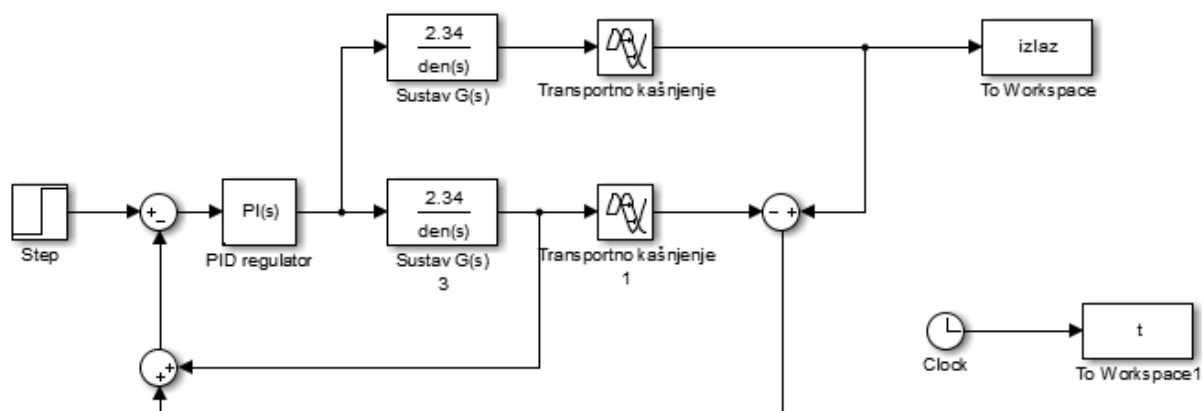 2.34
den(s)
Sustav G(s)
Transportno kašnjenje
izlaz
To Workspace
+
-
Step
PI(s)
PID regulator
2.34
den(s)
Sustav G(s)
3
Transportno kašnjenje
1
- +
+
+
Clock
t
To Workspace1